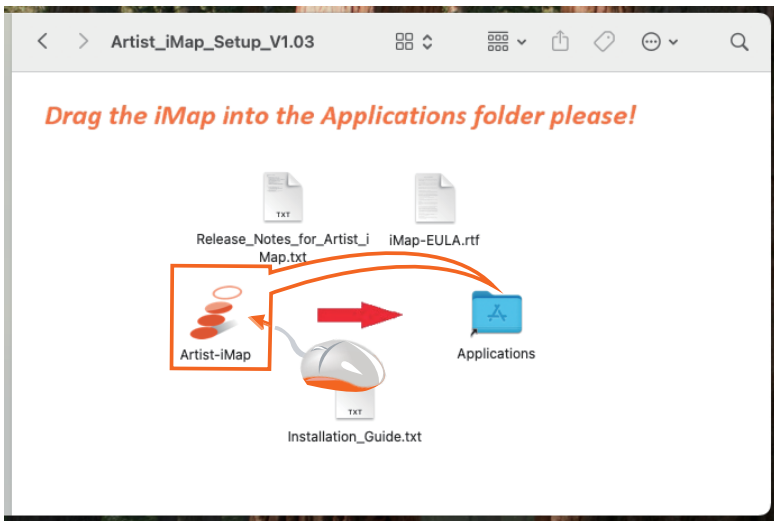 Artist_iMap_Setup_V1.03
Drag the iMap into the Applications folder please!
TXT
Release_Notes_for_Artist_i
Map.txt
iMap-EULA.rtf
Artist-iMap
Applications
TXT
Installation_Guide.txt